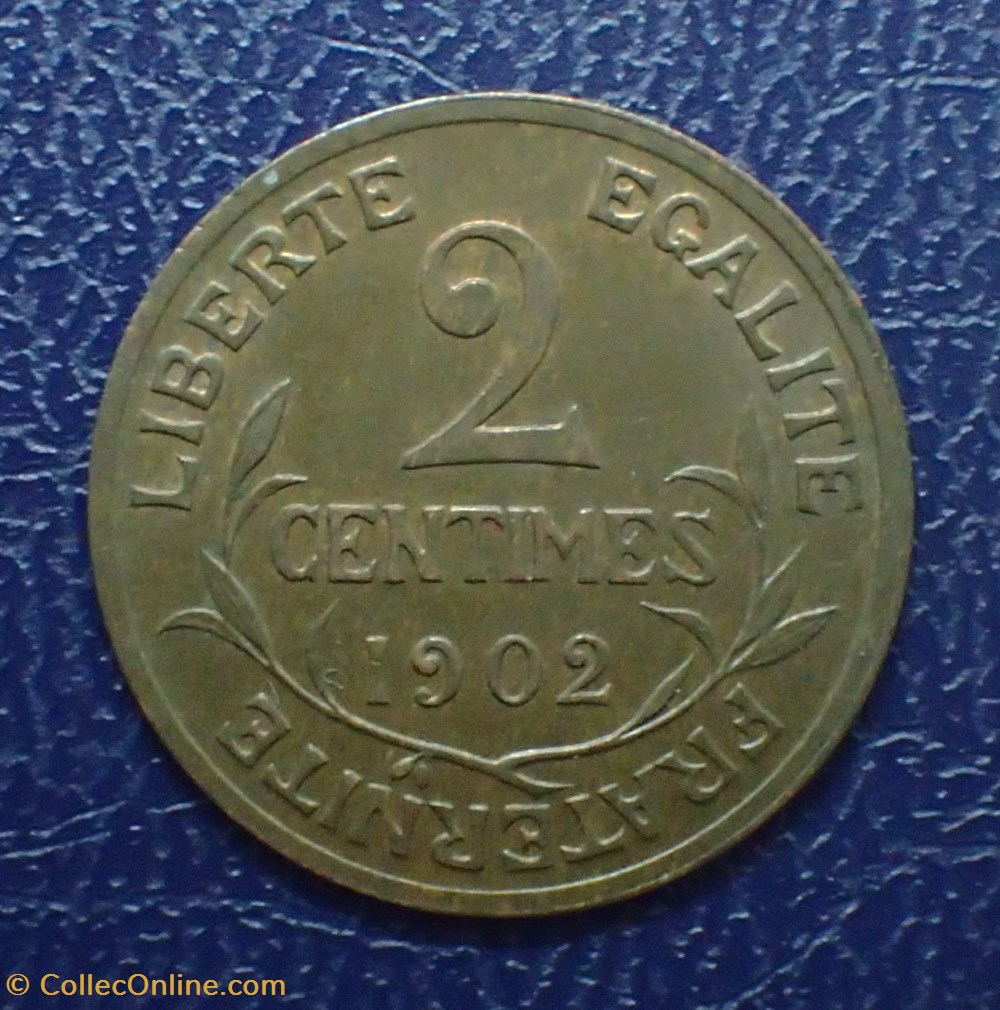 LIBERTE EGALITE FRATERNITE
2
CENTIMES
1902
© CollecOnline.com